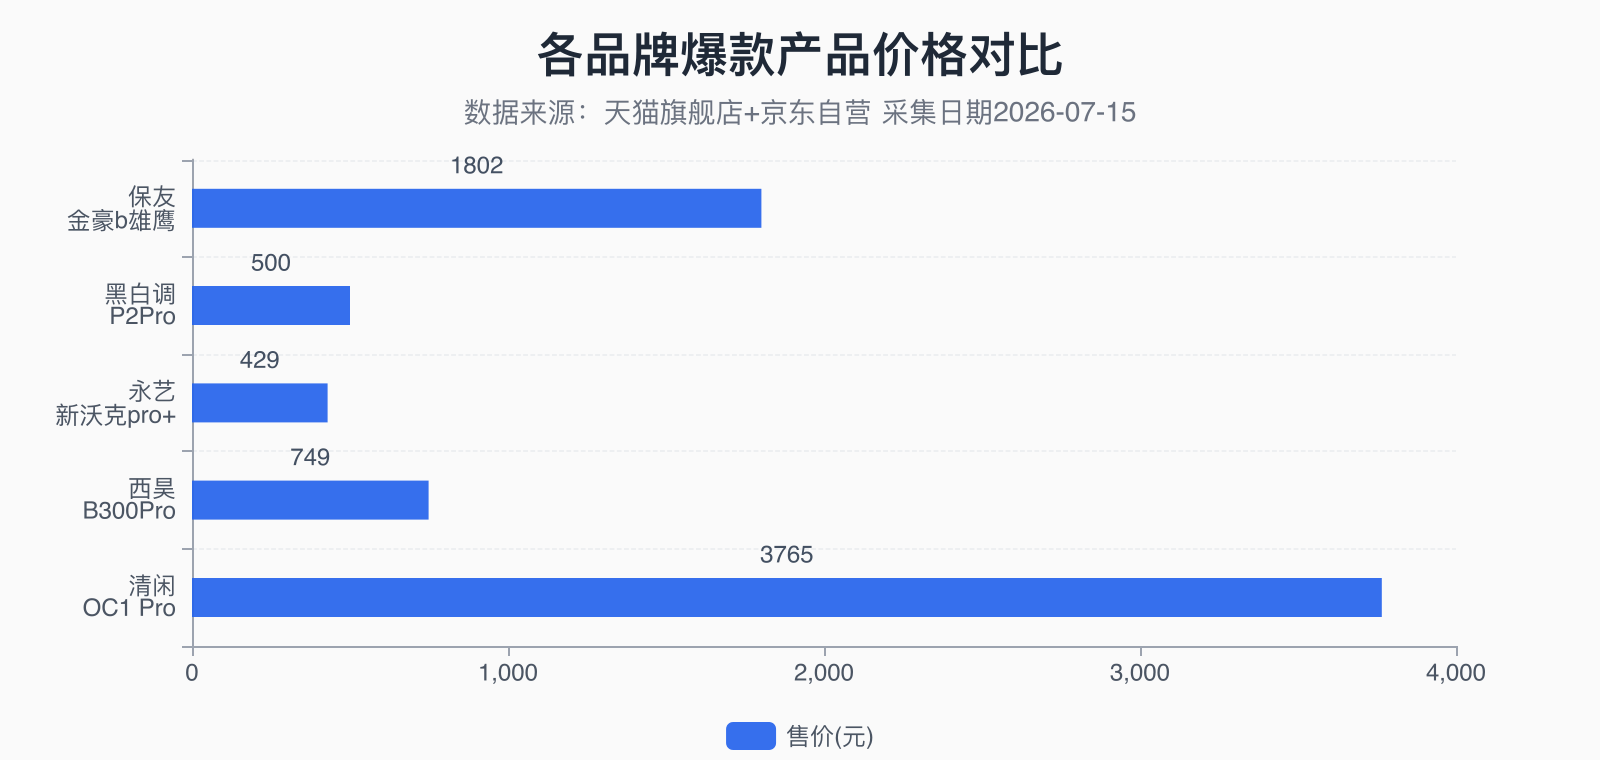 各品牌爆款产品价格对比
数据来源：天猫旗舰店+京东自营 采集日期2026-07-15
1802
保友
金豪b雄鹰
500
黑白调
P2Pro
429
永艺
新沃克pro+
749
西昊
B300Pro
3765
清闲
OC1 Pro
0 1,000 2,000 3,000 4,000
售价(元)